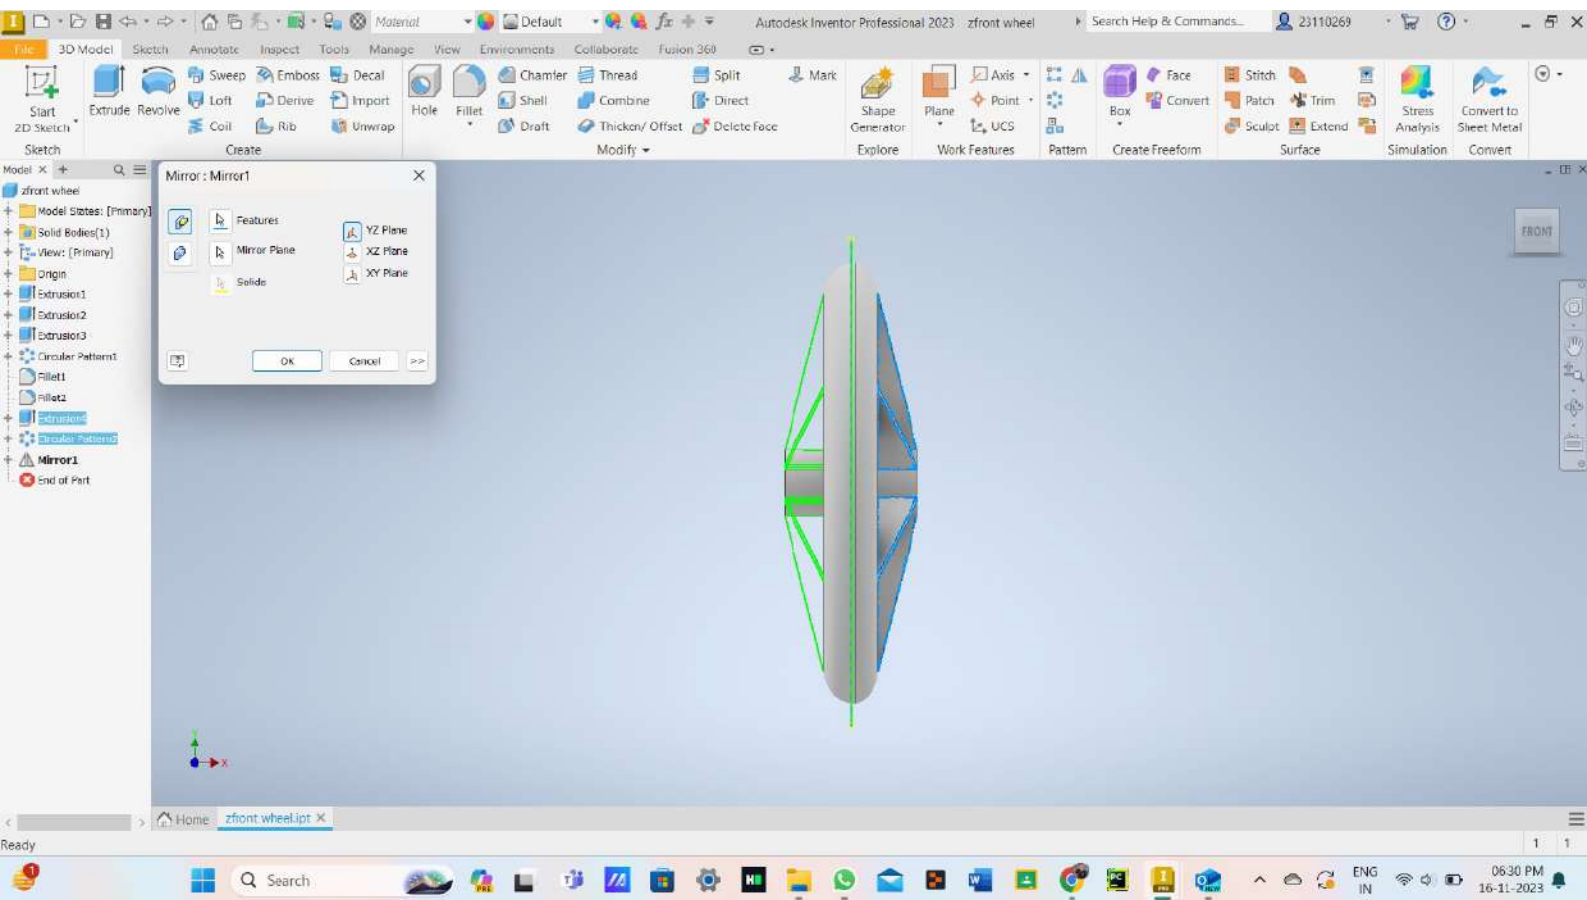 Material
Default
Autodesk Inventor Professional 2023 zfront wheel
Search Help & Commands...
23110269
File 3D Model Sketch Annotate Inspect Tools Manage View Environments Collaborate Fusion 360
Start
2D Sketch
Extrude Revolve
Sweep Emboss Decal
Loft Derive Import
Coil Rib Unwrap
Hole Fillet
Chamfer Thread Split Mark
Shell Combine Direct
Draft Thicken/ Offset Delete Face
Shape
Generator
Plane
Axis
Point
UCS
Box
Face
Convert
Stitch
Patch Trim
Sculpt Extend
Stress
Analysis
Convert to
Sheet Metal
Sketch Create Modify Explore Work Features Pattern Create Freeform Surface Simulation Convert
Model
zfront wheel
Model States: [Primary]
Solid Bodies(1)
View: [Primary]
Origin
Extrusion1
Extrusion2
Extrusion3
Circular Pattern1
Fillet1
Fillet2
Extrusion4
Circular Pattern2
Mirror1
End of Part
Mirror : Mirror1
Features
Mirror Plane
Solids
YZ Plane
XZ Plane
XY Plane
OK Cancel >>
FRONT
X
Home zfront wheel.ipt
Ready 1 1
Search
ENG
IN
06:30 PM
16-11-2023